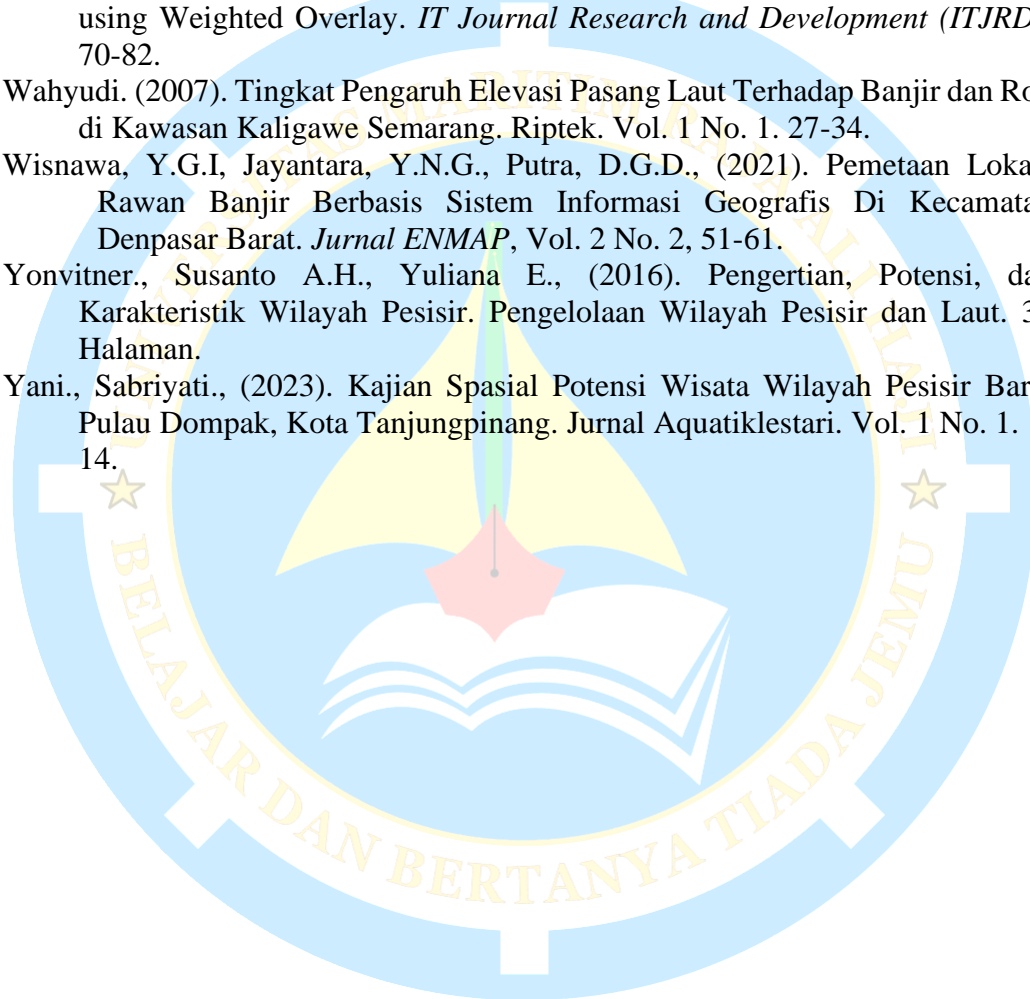 using Weighted Overlay. IT Journal Research and Development (ITJRD
70-82.
Wahyudi. (2007). Tingkat Pengaruh Elevasi Pasang Laut Terhadap Banjir dan Ro
di Kawasan Kaligawe Semarang. Riptek. Vol. 1 No. 1. 27-34.
Wisnawa, Y.G.I, Jayantara, Y.N.G., Putra, D.G.D., (2021). Pemetaan Loka
Rawan Banjir Berbasis Sistem Informasi Geografis Di Kecamata
Denpasar Barat. Jurnal ENMAP, Vol. 2 No. 2, 51-61.
Yonvitner., Susanto A.H., Yuliana E., (2016). Pengertian, Potensi, da
Karakteristik Wilayah Pesisir. Pengelolaan Wilayah Pesisir dan Laut. 3
Halaman.
Yani., Sabriyati., (2023). Kajian Spasial Potensi Wisata Wilayah Pesisir Bar
Pulau Dompak, Kota Tanjungpinang. Jurnal Aquatiklestari. Vol. 1 No. 1.
14.
UNIVERSITAS MARITIM RAJA ALI HAJI
BELAJAR DAN BERTANYA TIADA JEMU